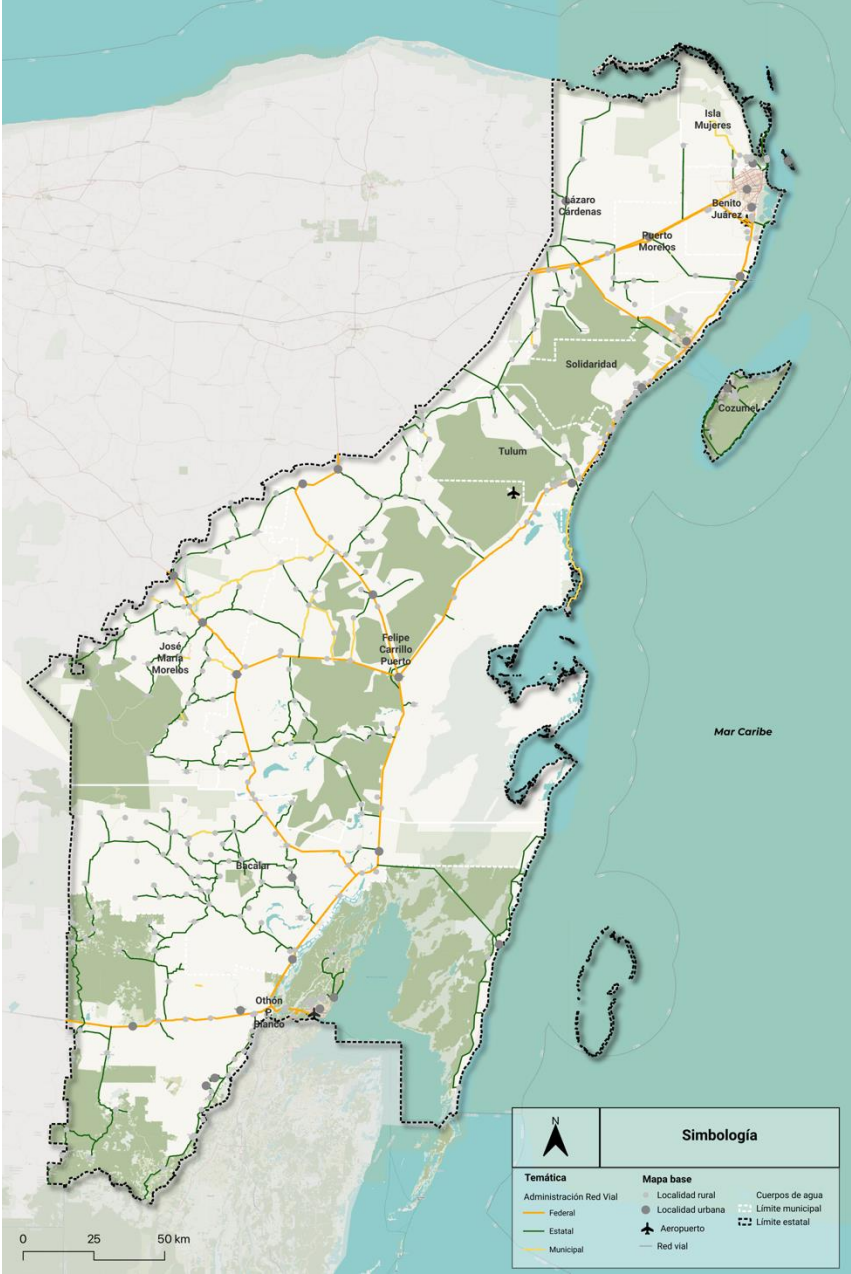 Isla
Mujeres
Lázaro
Cárdenas
Benito
Juárez
Puerto
Morelos
Solidaridad
Cozumel
Tulum
Felipe
Carrillo
Puerto
José
María
Morelos
Mar Caribe
Bacalar
Othón
P.
Blanco
N
Simbología
Temática
Administración Red Vial
Federal
Estatal
Municipal
Mapa base
Localidad rural
Localidad urbana
Aeropuerto
Red vial
Cuerpos de agua
Límite municipal
Límite estatal
0 25 50 km